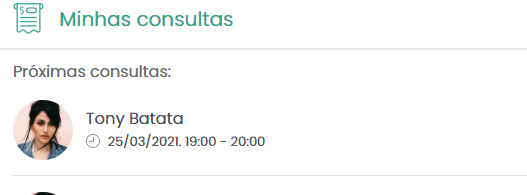 Minhas consultas
Próximas consultas:
Tony Batata
25/03/2021. 19:00 - 20:00